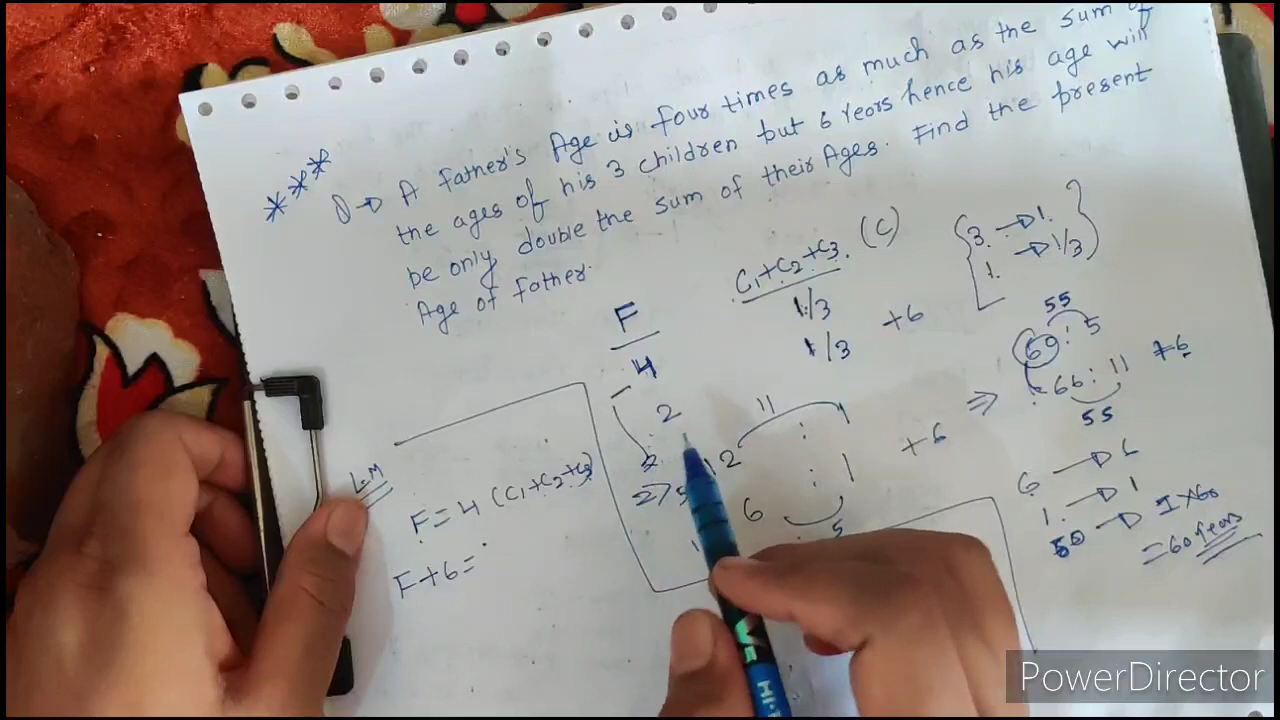 *** Q→ A Father's Age is four times as much as the sum of
the ages of his 3 children but 6 Years hence his age will
be only double the sum of their Ages. Find the present
Age of Father.
F
C1+C2+C3. (C)
3. → 1.
1. → 1/3
4
1/3
1/3 +6
2
11
12 : 1
6 : 1 +6
5
55
60 : 5
⇒ 66 : 11 +6
55
6 → 6
1. → 1
60 → 1×60
= 60 years
L.M
F = 4 (C1+C2+C3)
F+6=
PowerDirector